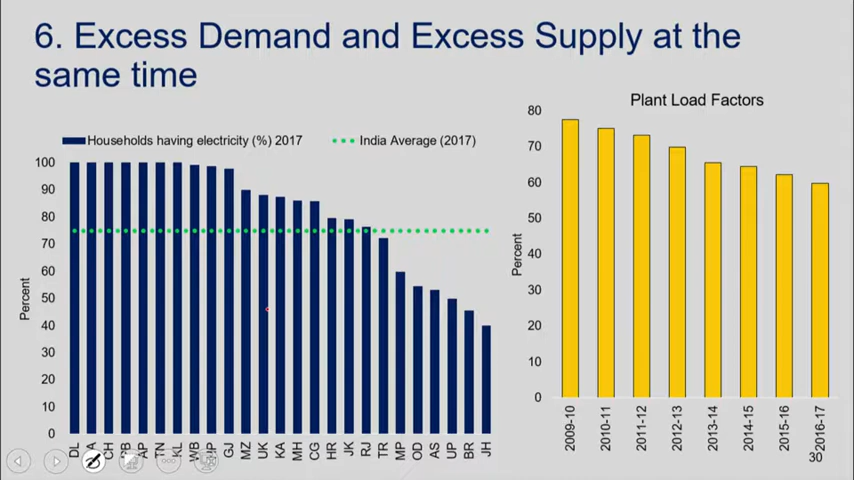 6. Excess Demand and Excess Supply at the
same time
Households having electricity (%) 2017
India Average (2017)
Percent
100
90
80
70
60
50
40
30
20
10
0
DL
CH
AP
TN
KL
WB
GJ
MZ
UK
KA
MH
CG
HR
JK
RJ
TR
MP
OD
AS
UP
BR
JH
Plant Load Factors
Percent
80
70
60
50
40
30
20
10
0
2009-10
2010-11
2011-12
2012-13
2013-14
2014-15
2015-16
2016-17
30